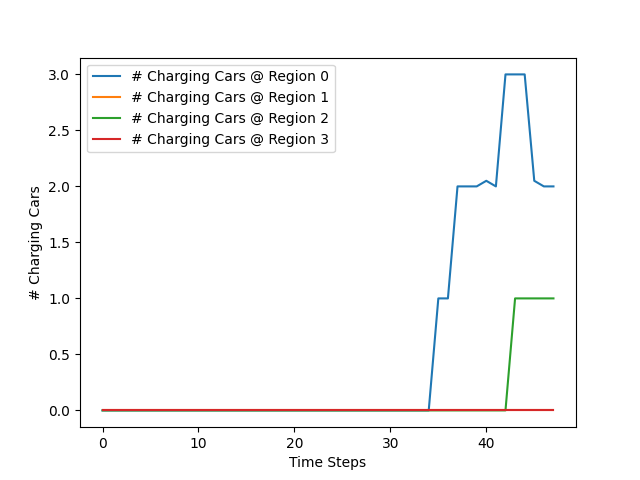 # Charging Cars @ Region 0
# Charging Cars @ Region 1
# Charging Cars @ Region 2
# Charging Cars @ Region 3
3.0
2.5
2.0
1.5
1.0
0.5
0.0
# Charging Cars
0 10 20 30 40
Time Steps